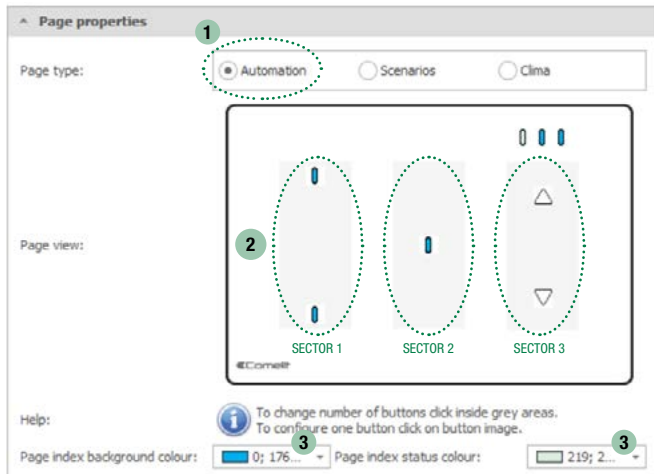 Page properties
1
Page type:
Automation
Scenarios
Clima
Page view:
2
SECTOR 1
SECTOR 2
SECTOR 3
Comelit
Help:
To change number of buttons click inside grey areas.
To configure one button click on button image.
3
3
Page index background colour:
0; 176...
Page index status colour:
219; 2...